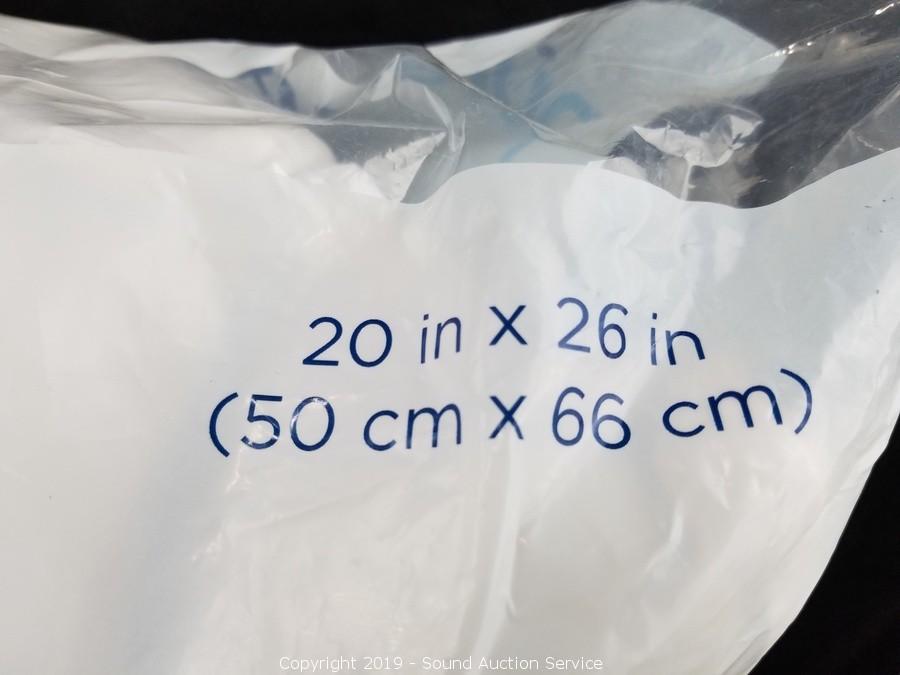 20 in X 26 in
(50 cm X 66 cm)
Copyright 2019 - Sound Auction Service